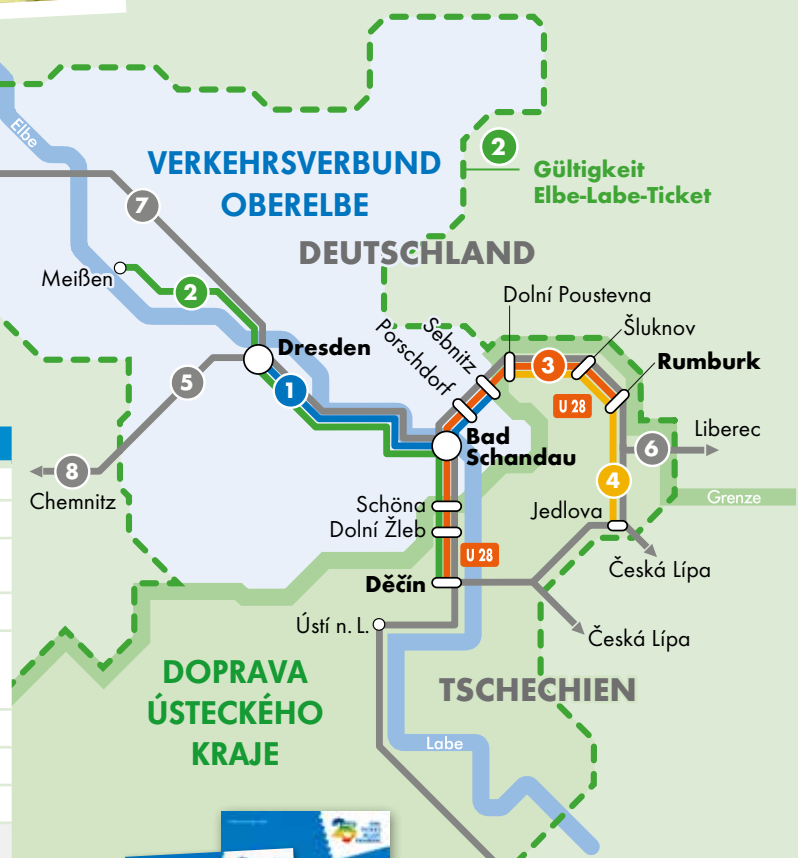 Elbe
VERKEHRSVERBUND
OBERELBE
2
Gültigkeit
Elbe-Labe-Ticket
7
DEUTSCHLAND
Meißen
2
Dolní Poustevna
Sebnitz
Porschdorf
Šluknov
Dresden
3
Rumburk
5
1
U 28
Bad
Schandau
6
Liberec
8
Chemnitz
4
Grenze
Schöna
Jedlova
Dolní Žleb
U 28
Česká Lípa
Děčín
Ústí n. L.
Česká Lípa
DOPRAVA
ÚSTECKÉHO
KRAJE
TSCHECHIEN
Labe